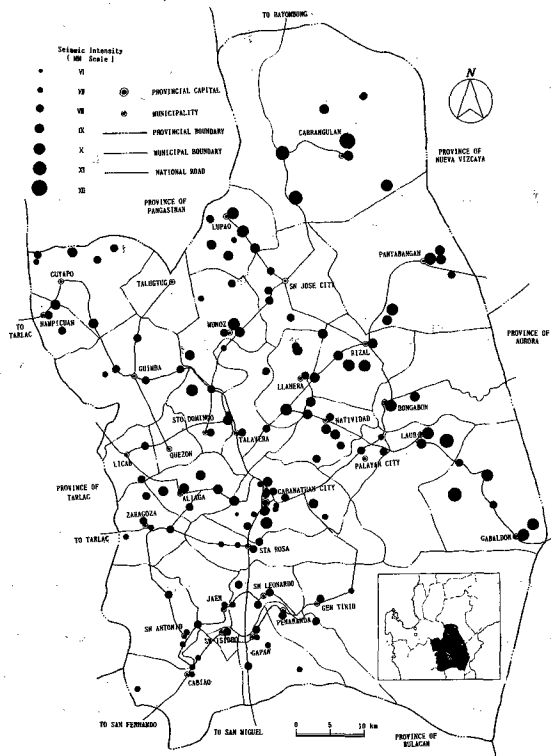 TO BAYOMBONG
Seismic Intensity
( MM Scale )
VI
VII
VIII
IX
X
XI
XII
PROVINCIAL CAPITAL
MUNICIPALITY
PROVINCIAL BOUNDARY
MUNICIPAL BOUNDARY
NATIONAL ROAD
N
CARRANGULAN
PROVINCE OF
NUEVA VIZCAYA
PROVINCE OF
PANGASINAN
LUPAO
PANTABANGAN
CUYAPO
TALUGTUG
SN JOSE CITY
NAMPICUAN
TO
TARLAC
MUNOZ
PROVINCE OF
AURORA
RIZAL
GUIMBA
LLANERA
BONGABON
STO DOMINGO
NATIVIDAD
TALAVERA
LAUR
QUEZON
LICAB
PALAYAN CITY
PROVINCE OF
TARLAC
ALIAGA
CABANATUAN CITY
ZARAGOZA
TO TARLAC
GABALDON
STA ROSA
SN LEONARDO
JAEN
GEN TINIO
PENARANDA
SN ANTONIO
SN ISIDRO
GAPAN
CABIAO
TO SAN FERNANDO
TO SAN MIGUEL
0 5 10 km
PROVINCE OF
BULACAN